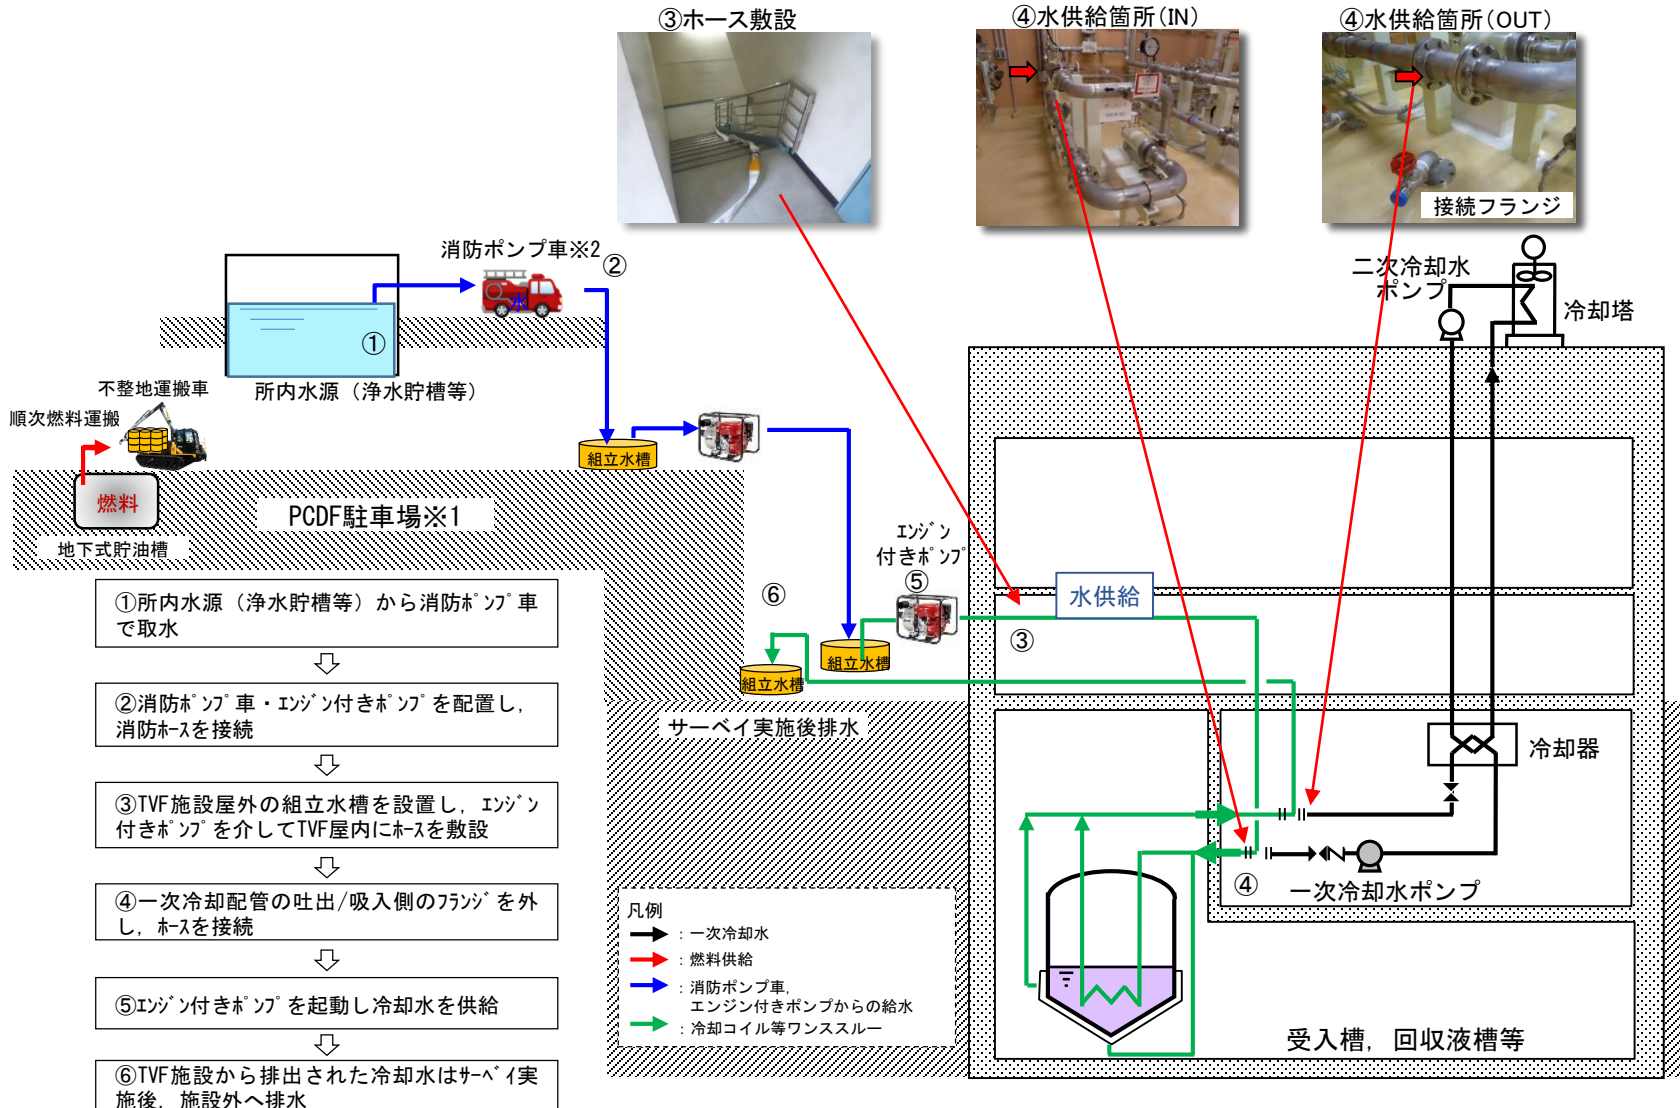 ③ホース敷設
④水供給箇所(IN)
④水供給箇所(OUT)
接続フランジ
消防ポンプ車※2
②
水
①
所内水源（浄水貯槽等）
不整地運搬車
順次燃料運搬
燃料
地下式貯油槽
PCDF駐車場※1
組立水槽
エンジン
付きポンプ
⑤
⑥
組立水槽
組立水槽
サーベイ実施後排水
水供給
③
二次冷却水
ポンプ
冷却塔
冷却器
④
一次冷却水ポンプ
受入槽，回収液槽等
①所内水源（浄水貯槽等）から消防ポンプ車
で取水
②消防ポンプ車・エンジン付きポンプを配置し，
消防ホースを接続
③TVF施設屋外の組立水槽を設置し，エンジン
付きポンプを介してTVF屋内にホースを敷設
④一次冷却配管の吐出/吸入側のフランジを外
し，ホースを接続
⑤エンジン付きポンプを起動し冷却水を供給
⑥TVF施設から排出された冷却水はサーベイ実
施後，施設外へ排水
凡例
：一次冷却水
：燃料供給
：消防ポンプ車，
エンジン付きポンプからの給水
：冷却コイル等ワンススルー